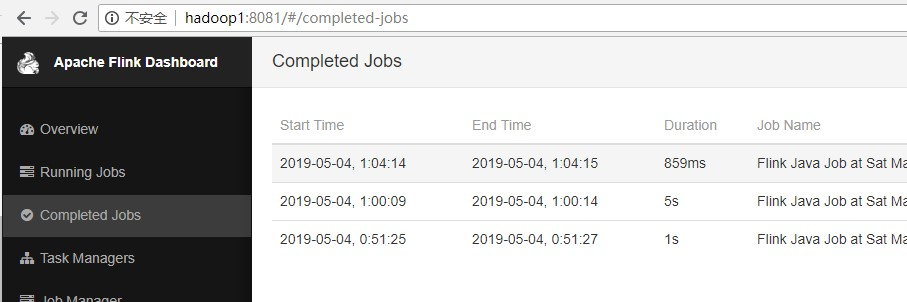 不安全 hadoop1:8081/#/completed-jobs
Apache Flink Dashboard
Completed Jobs
Overview
Running Jobs
Completed Jobs
Task Managers
Job Manager
Start Time End Time Duration Job Name
2019-05-04, 1:04:14 2019-05-04, 1:04:15 859ms Flink Java Job at Sat Ma
2019-05-04, 1:00:09 2019-05-04, 1:00:14 5s Flink Java Job at Sat Ma
2019-05-04, 0:51:25 2019-05-04, 0:51:27 1s Flink Java Job at Sat Ma